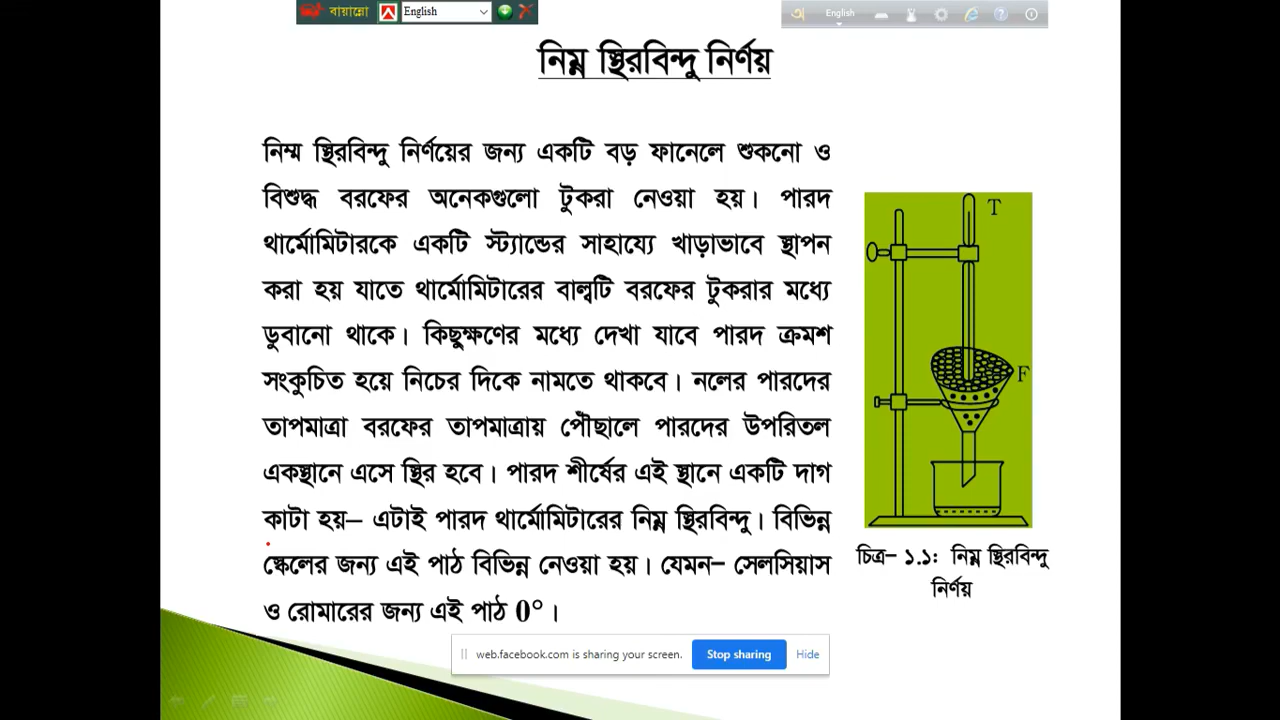 বায়ান্নো
English
English
নিম্ন স্থিরবিন্দু নির্ণয়
নিম্ম স্থিরবিন্দু নির্ণয়ের জন্য একটি বড় ফানেলে শুকনো ও
বিশুদ্ধ বরফের অনেকগুলো টুকরা নেওয়া হয়। পারদ
থার্মোমিটারকে একটি স্ট্যান্ডের সাহায্যে খাড়াভাবে স্থাপন
করা হয় যাতে থার্মোমিটারের বাল্বটি বরফের টুকরার মধ্যে
ডুবানো থাকে। কিছুক্ষণের মধ্যে দেখা যাবে পারদ ক্রমশ
সংকুচিত হয়ে নিচের দিকে নামতে থাকবে। নলের পারদের
তাপমাত্রা বরফের তাপমাত্রায় পৌঁছালে পারদের উপরিতল
একস্থানে এসে স্থির হবে। পারদ শীর্ষের এই স্থানে একটি দাগ
কাটা হয়– এটাই পারদ থার্মোমিটারের নিম্ন স্থিরবিন্দু। বিভিন্ন
স্কেলের জন্য এই পাঠ বিভিন্ন নেওয়া হয়। যেমন– সেলসিয়াস
ও রোমারের জন্য এই পাঠ 0°।
T
F
চিত্র– ১.১: নিম্ন স্থিরবিন্দু
নির্ণয়
web.facebook.com is sharing your screen.
Stop sharing
Hide